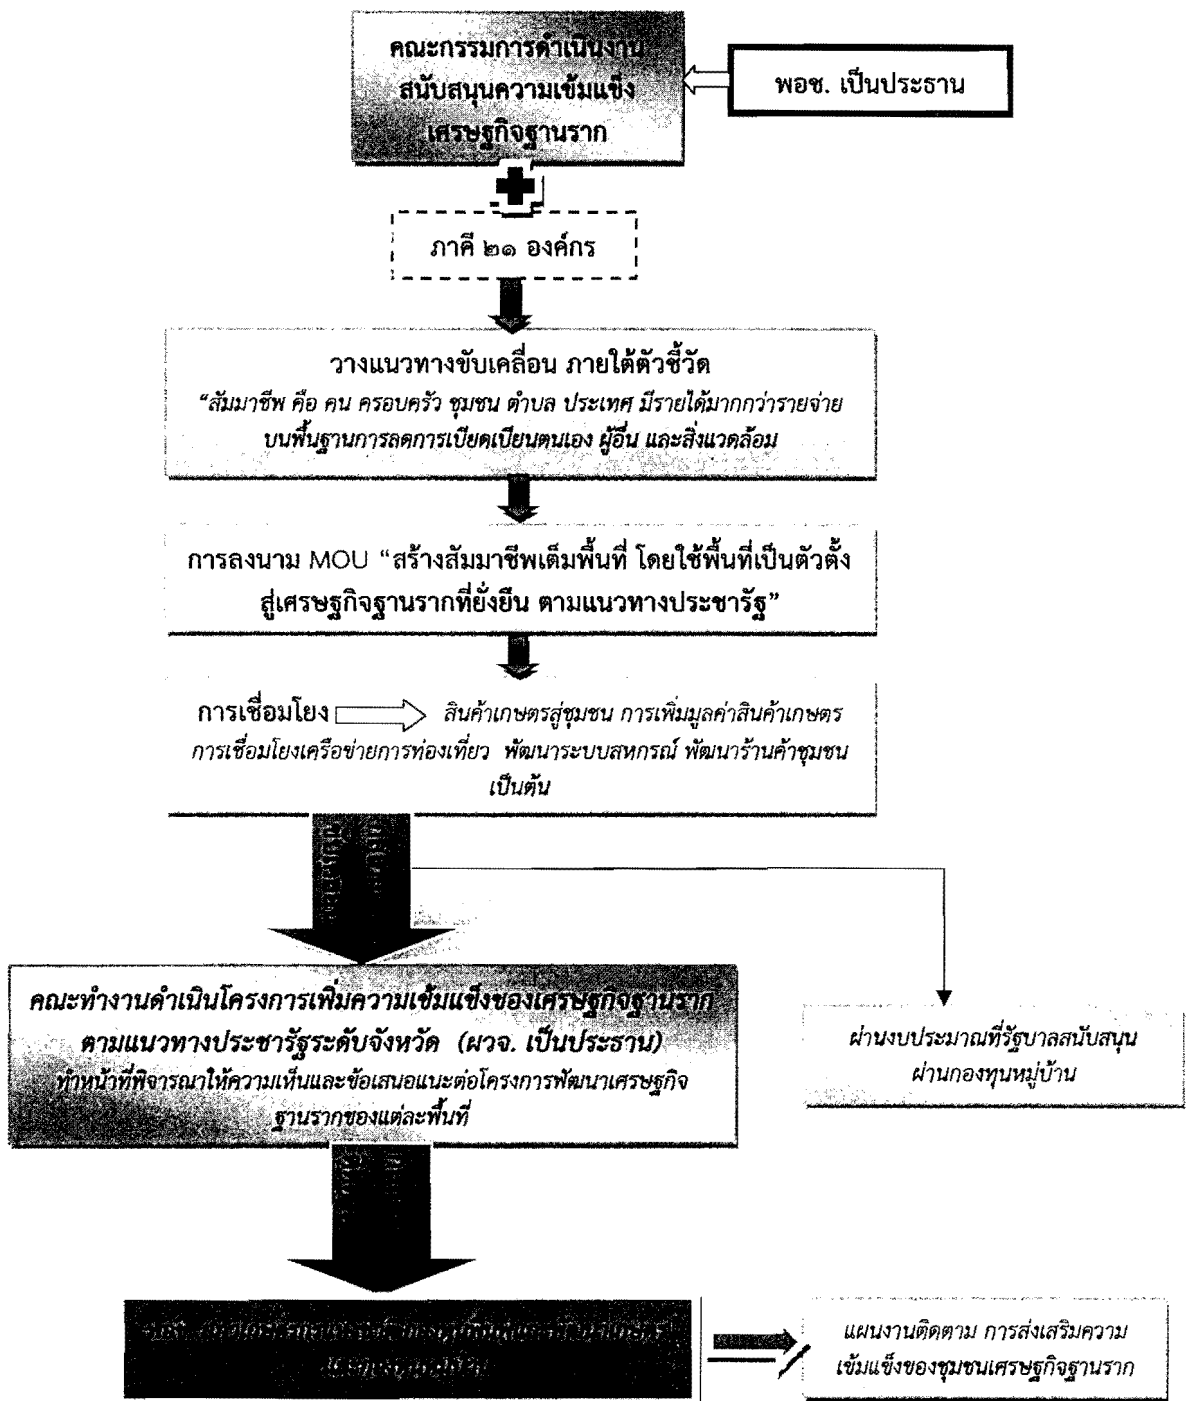 คณะกรรมการดำเนินงาน
สนับสนุนความเข้มแข็ง
เศรษฐกิจฐานราก
พอช. เป็นประธาน
ภาคี ๒๑ องค์กร
วางแนวทางขับเคลื่อน ภายใต้ตัวชี้วัด
“สัมมาชีพ คือ คน ครอบครัว ชุมชน ตำบล ประเทศ มีรายได้มากกว่ารายจ่าย
บนพื้นฐานการลดการเบียดเบียนตนเอง ผู้อื่น และสิ่งแวดล้อม
การลงนาม MOU “สร้างสัมมาชีพเต็มพื้นที่ โดยใช้พื้นที่เป็นตัวตั้ง
สู่เศรษฐกิจฐานรากที่ยั่งยืน ตามแนวทางประชารัฐ”
การเชื่อมโยง สินค้าเกษตรสู่ชุมชน การเพิ่มมูลค่าสินค้าเกษตร
การเชื่อมโยงเครือข่ายการท่องเที่ยว พัฒนาระบบสหกรณ์ พัฒนาร้านค้าชุมชน
เป็นต้น
คณะทำงานดำเนินโครงการเพิ่มความเข้มแข็งของเศรษฐกิจฐานราก
ตามแนวทางประชารัฐระดับจังหวัด (ผวจ. เป็นประธาน)
ทำหน้าที่พิจารณาให้ความเห็นและข้อเสนอแนะต่อโครงการพัฒนาเศรษฐกิจ
ฐานรากของแต่ละพื้นที่
ผ่านงบประมาณที่รัฐบาลสนับสนุน
ผ่านกองทุนหมู่บ้าน
แผนงานติดตาม การส่งเสริมความ
เข้มแข็งของชุมชนเศรษฐกิจฐานราก